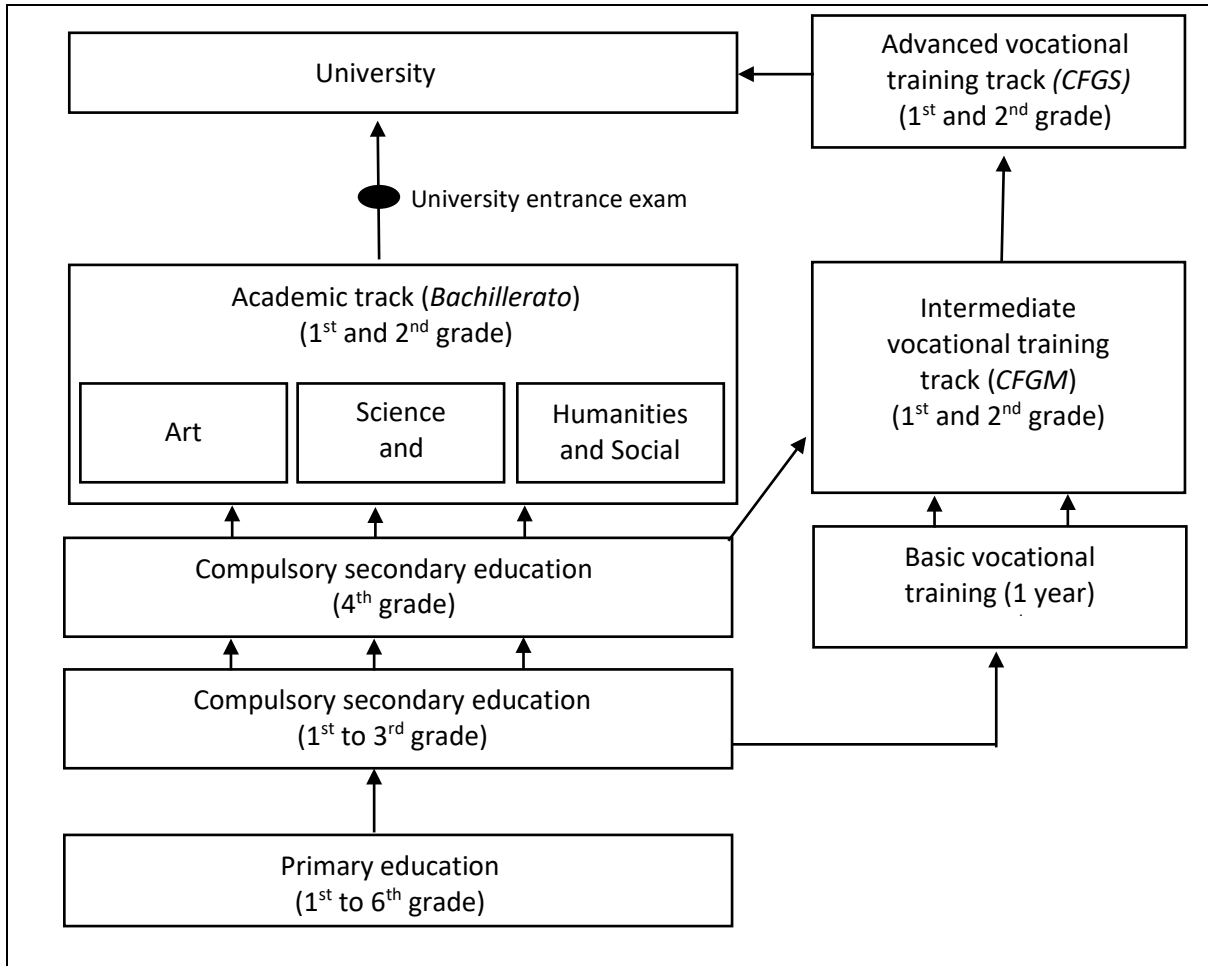 University
Advanced vocational
training track (CFGS)
(1st and 2nd grade)
University entrance exam
Academic track (Bachillerato)
(1st and 2nd grade)
Art
Science
and
Humanities
and Social
Intermediate
vocational training
track (CFGM)
(1st and 2nd grade)
Compulsory secondary education
(4th grade)
Basic vocational
training (1 year)
Compulsory secondary education
(1st to 3rd grade)
Primary education
(1st to 6th grade)